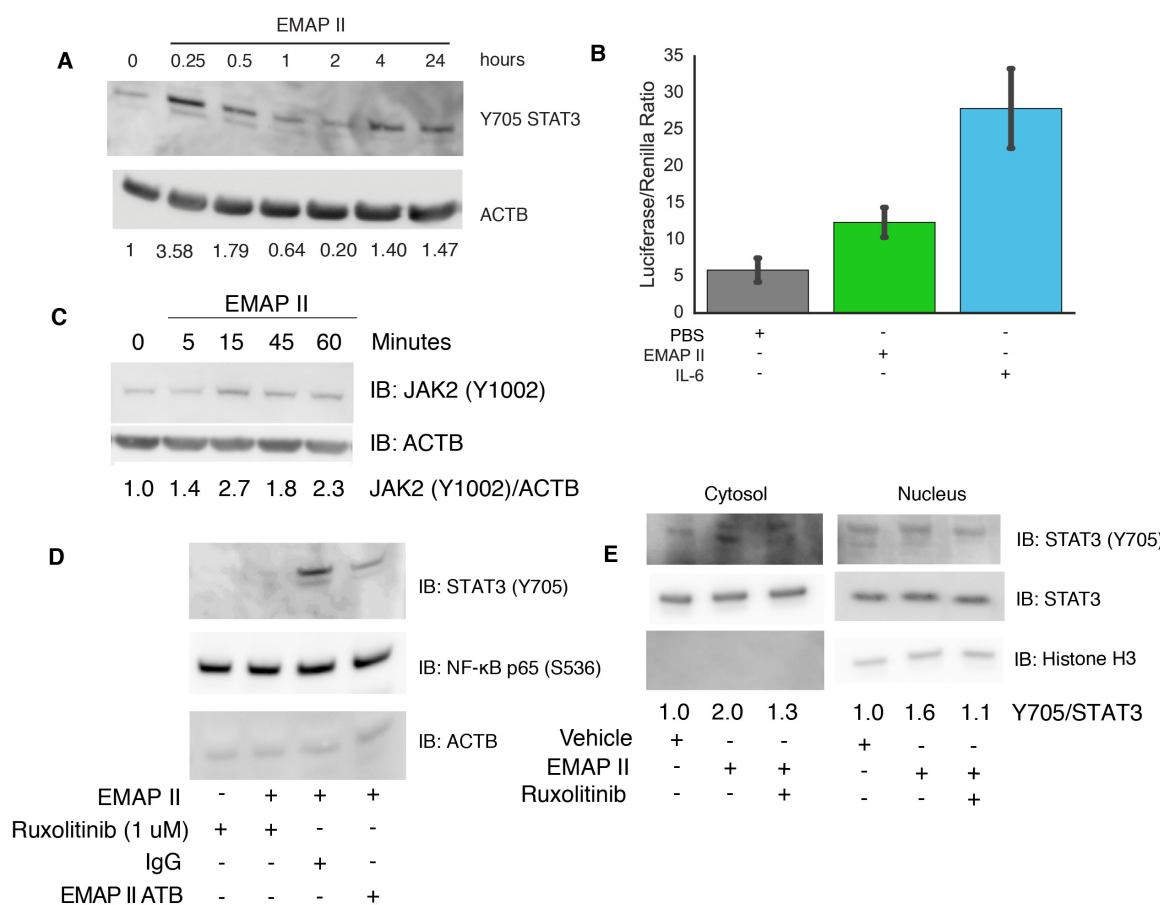 A
EMAP II
0 0.25 0.5 1 2 4 24 hours
Y705 STAT3
ACTB
1 3.58 1.79 0.64 0.20 1.40 1.47
B
Luciferase/Renilla Ratio
35
30
25
20
15
10
5
0
PBS + - -
EMAP II - + -
IL-6 - - +
C
EMAP II
0 5 15 45 60 Minutes
IB: JAK2 (Y1002)
IB: ACTB
1.0 1.4 2.7 1.8 2.3 JAK2 (Y1002)/ACTB
D
IB: STAT3 (Y705)
IB: NF-κB p65 (S536)
IB: ACTB
EMAP II - + + +
Ruxolitinib (1 uM) + + - -
IgG - - + -
EMAP II ATB - - - +
E
Cytosol Nucleus
IB: STAT3 (Y705)
IB: STAT3
IB: Histone H3
1.0 2.0 1.3 1.0 1.6 1.1 Y705/STAT3
Vehicle + - - + - -
EMAP II - + + - + +
Ruxolitinib - - + - - +